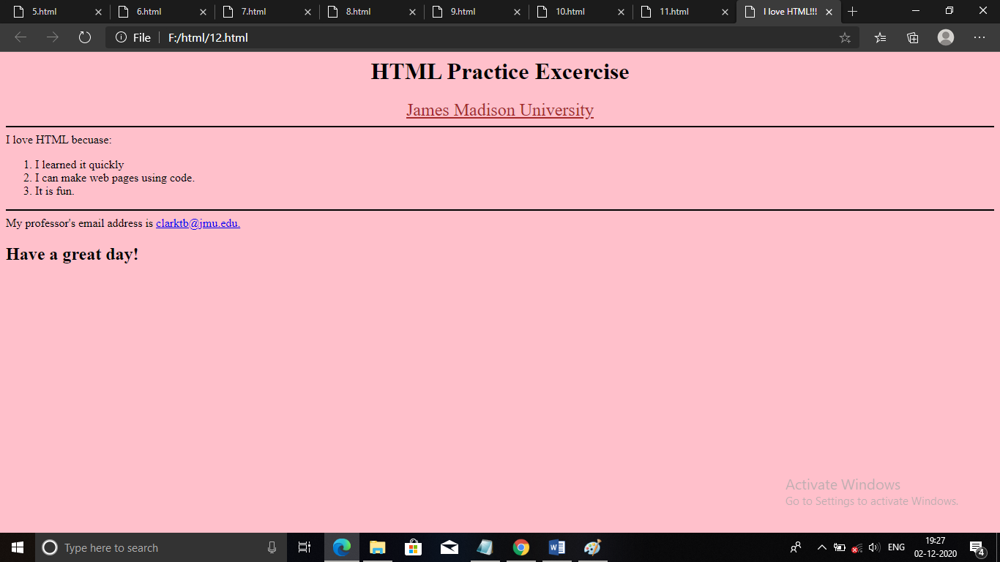 5.html
6.html
7.html
8.html
9.html
10.html
11.html
I love HTML!!!
File
F:/html/12.html
HTML Practice Excercise
James Madison University
I love HTML becuase:
1. I learned it quickly
2. I can make web pages using code.
3. It is fun.
My professor's email address is clarktb@jmu.edu.
Have a great day!
Activate Windows
Go to Settings to activate Windows.
Type here to search
ENG
19:27
02-12-2020
4